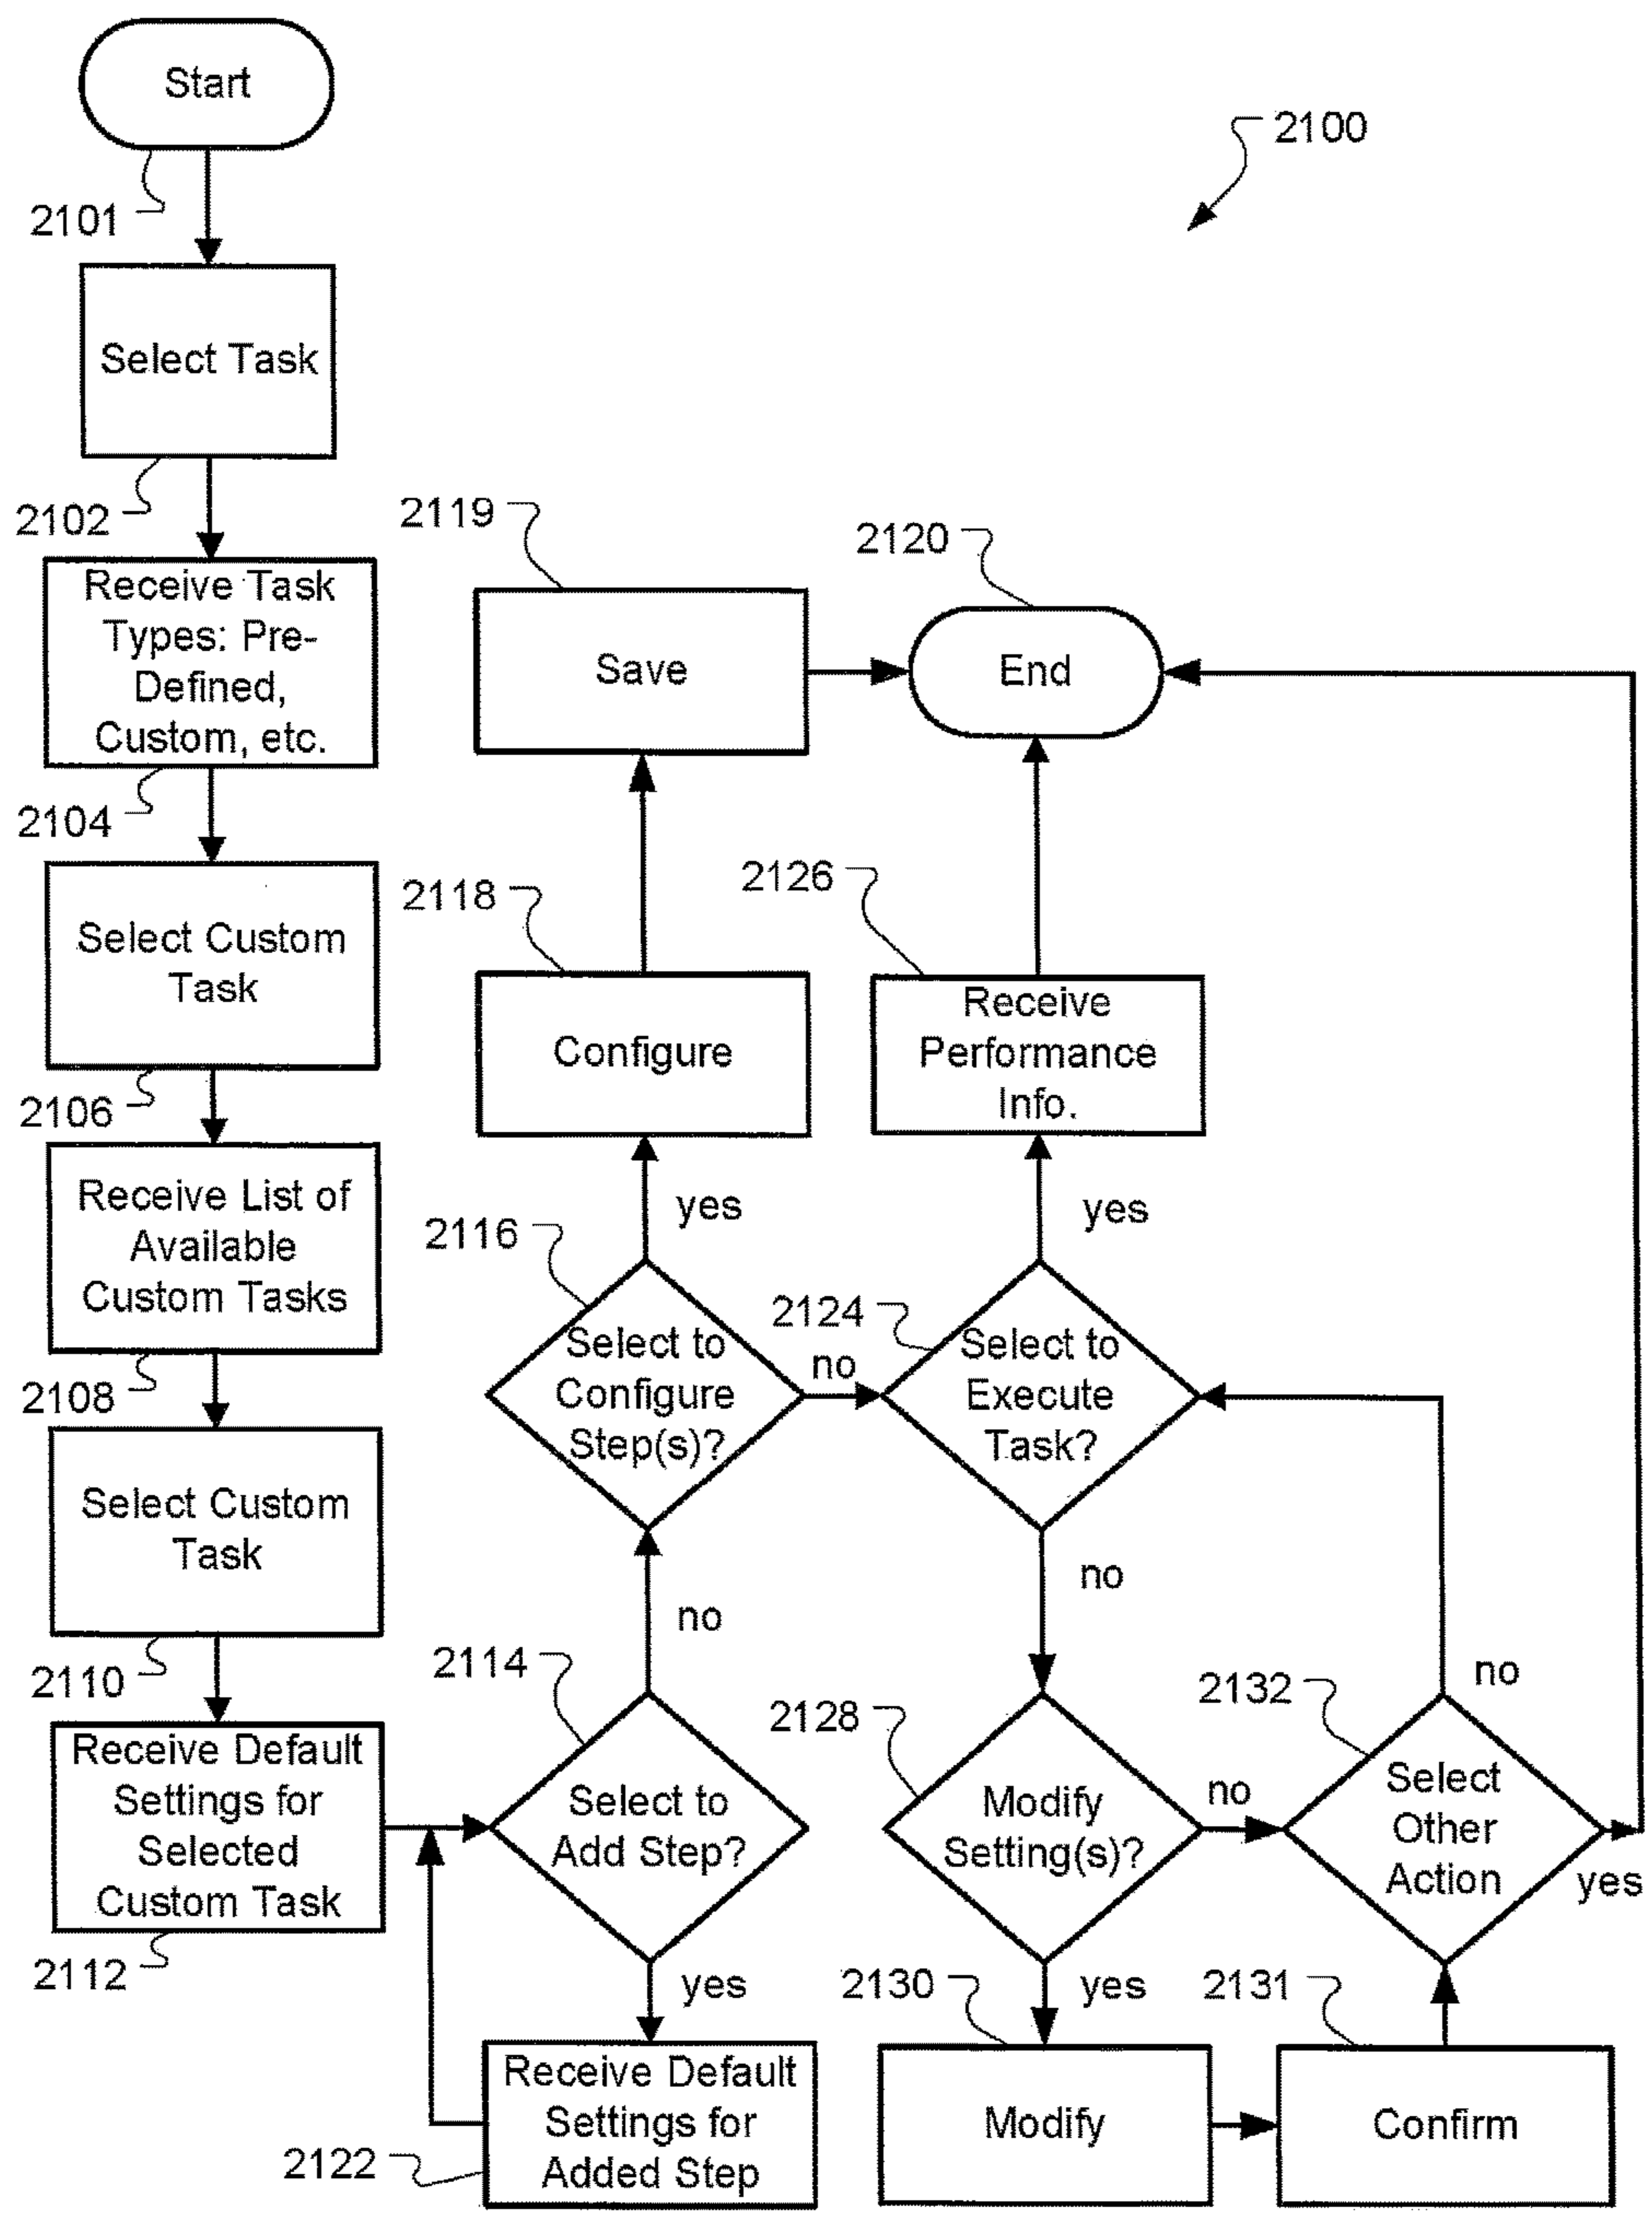 Start
2100
2101
Select Task
2102
Receive Task
Types: Pre-
Defined,
Custom, etc.
2104
Select Custom
Task
2106
Receive List of
Available
Custom Tasks
2108
Select Custom
Task
2110
Receive Default
Settings for
Selected
Custom Task
2112
2119
Save
2120
End
2118
Configure
2126
Receive
Performance
Info.
yes
yes
2116
Select to
Configure
Step(s)?
no
2124
Select to
Execute
Task?
no
no
2114
Select to
Add Step?
yes
2122
Receive Default
Settings for
Added Step
2128
Modify
Setting(s)?
no
yes
2132
no
Select
Other
Action
yes
2130
Modify
2131
Confirm